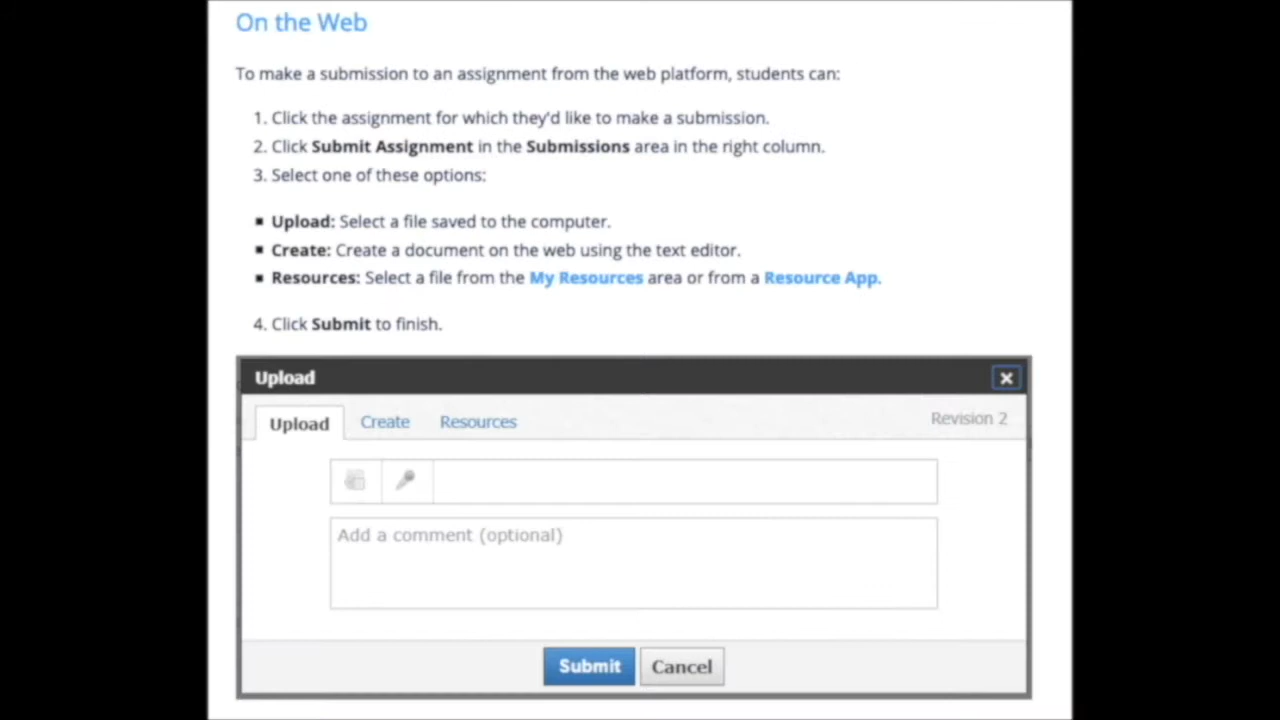 On the Web
To make a submission to an assignment from the web platform, students can:
1. Click the assignment for which they'd like to make a submission.
2. Click Submit Assignment in the Submissions area in the right column.
3. Select one of these options:
▪ Upload: Select a file saved to the computer.
▪ Create: Create a document on the web using the text editor.
▪ Resources: Select a file from the My Resources area or from a Resource App.
4. Click Submit to finish.
Upload
Upload Create Resources Revision 2
Add a comment (optional)
Submit Cancel